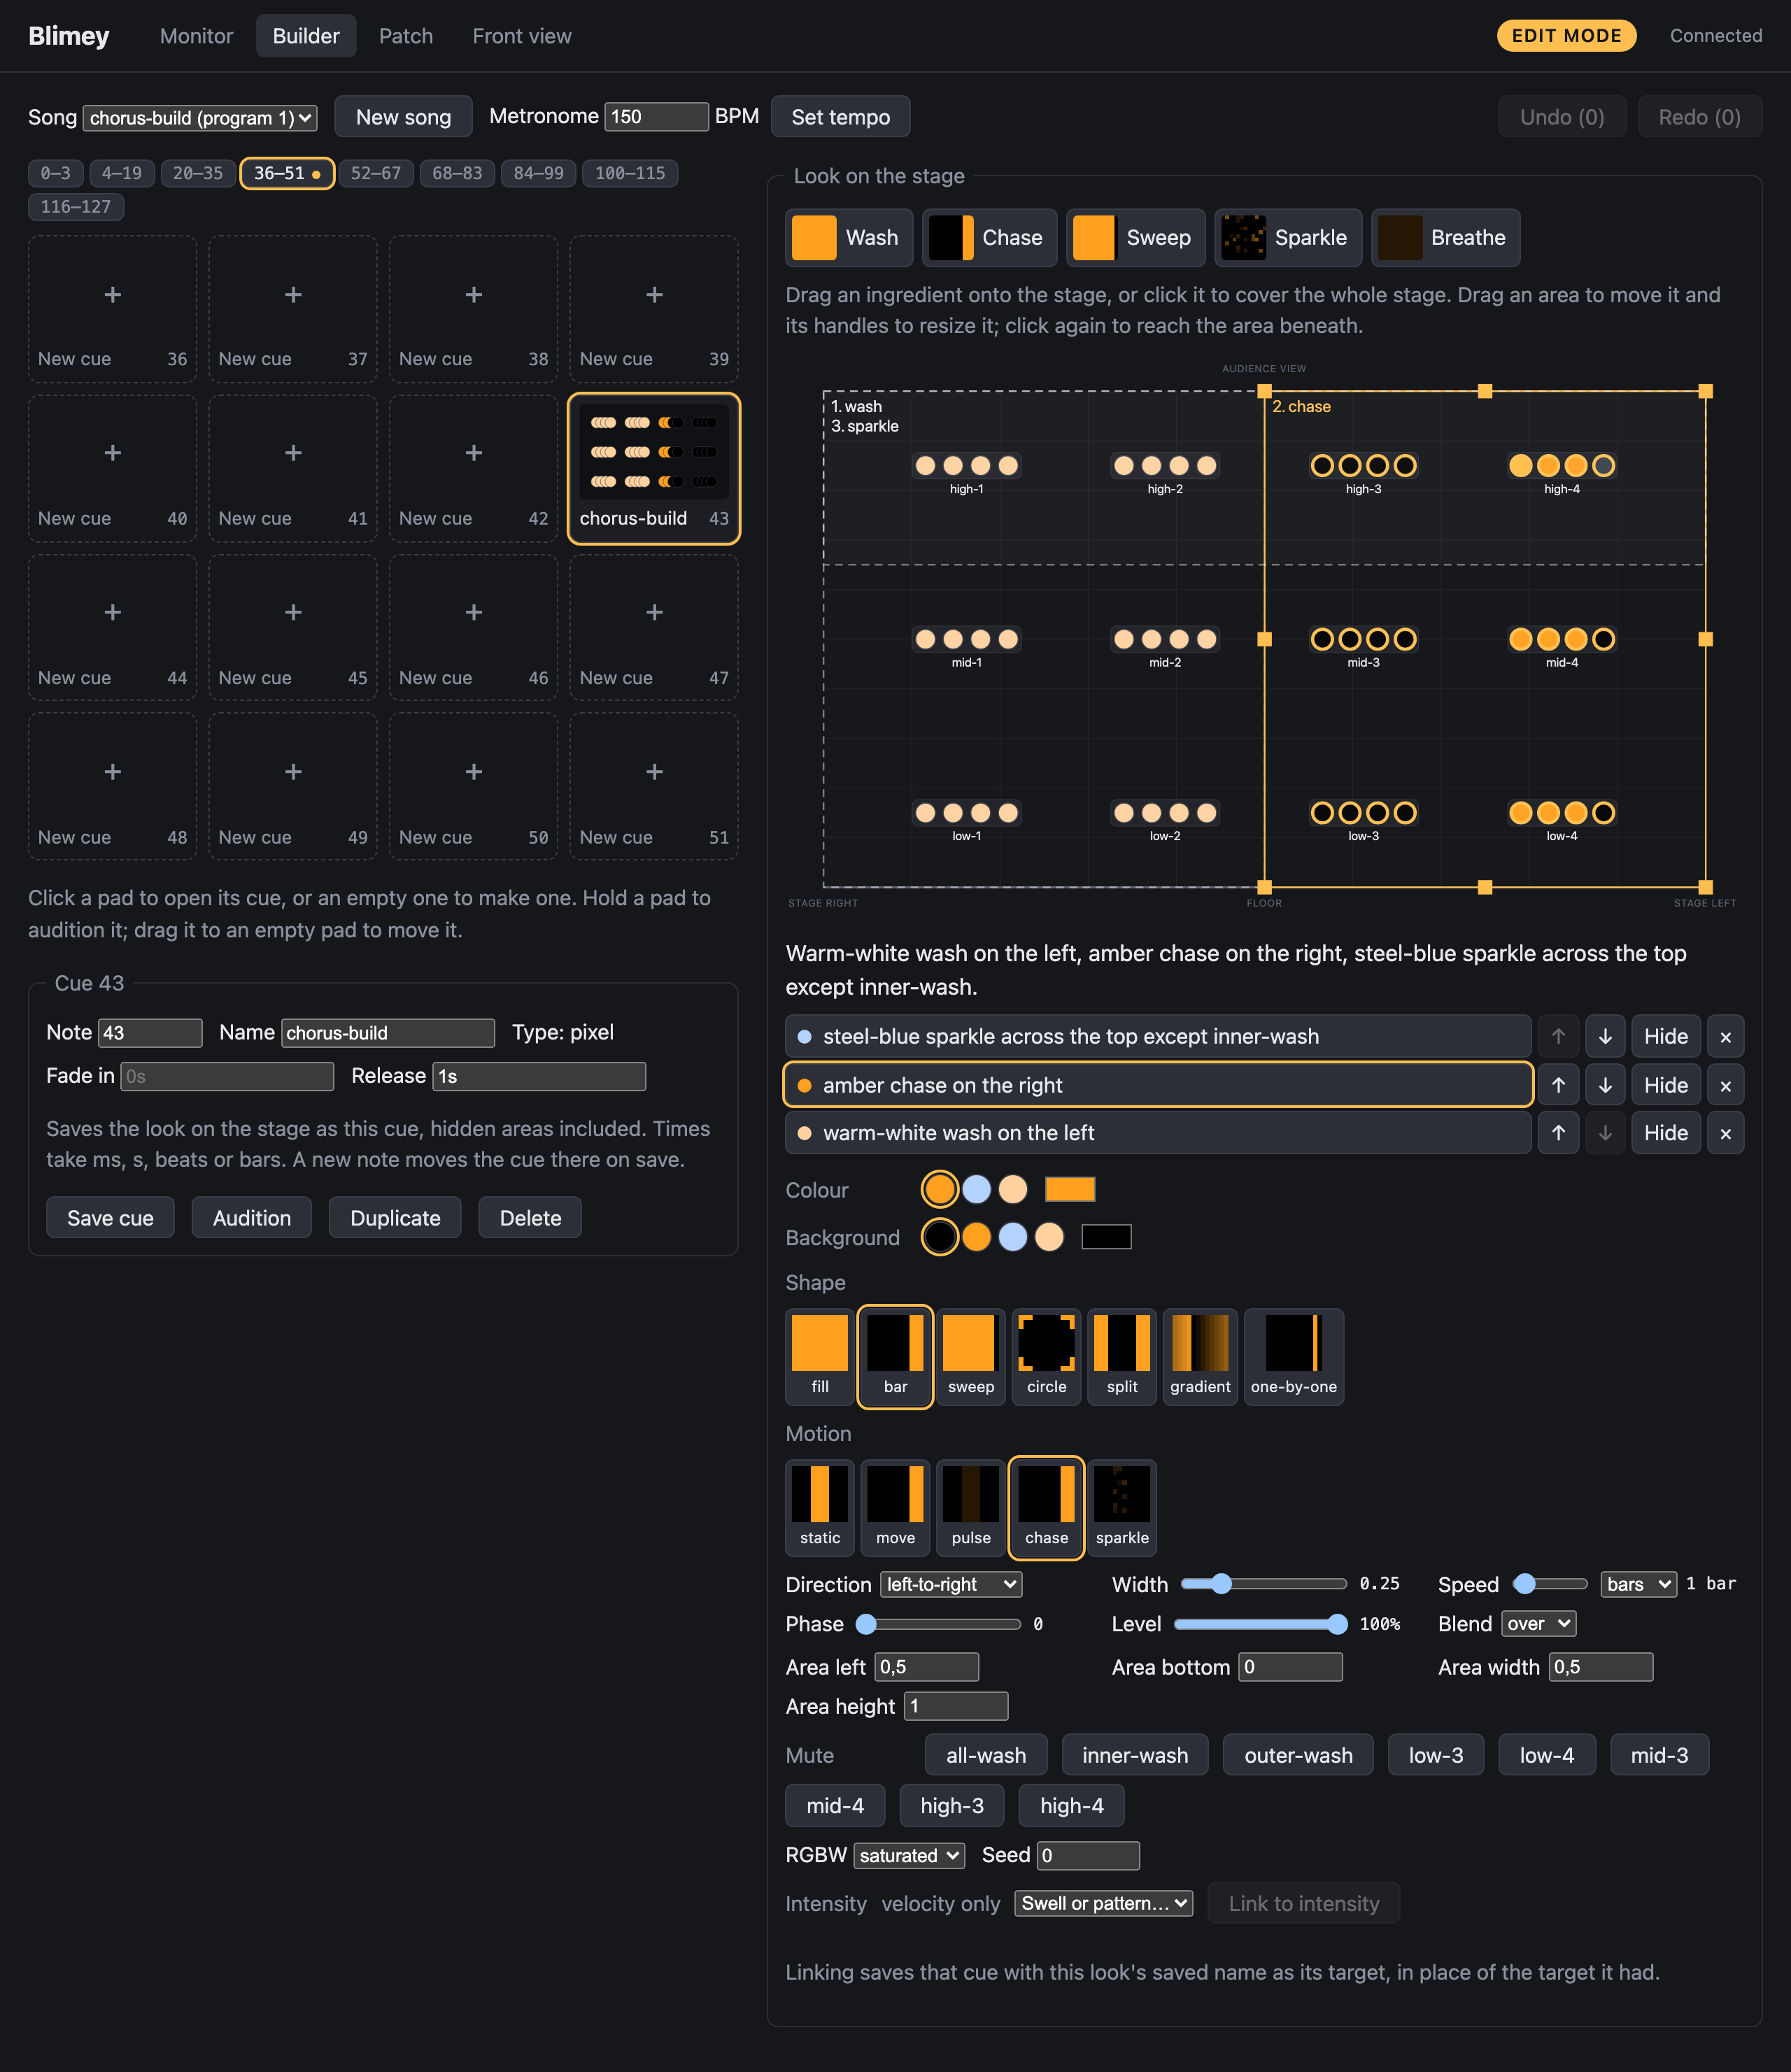 Blimey Monitor Builder Patch Front view EDIT MODE Connected
Song chorus-build (program 1) New song Metronome 150 BPM Set tempo Undo (0) Redo (0)
0–3 4–19 20–35 36–51 52–67 68–83 84–99 100–115
116–127
+ + + +
New cue 36 New cue 37 New cue 38 New cue 39
+ + +
New cue 40 New cue 41 New cue 42 chorus-build 43
+ + + +
New cue 44 New cue 45 New cue 46 New cue 47
+ + + +
New cue 48 New cue 49 New cue 50 New cue 51
Click a pad to open its cue, or an empty one to make one. Hold a pad to
audition it; drag it to an empty pad to move it.
Cue 43
Note 43 Name chorus-build Type: pixel
Fade in 0s Release 1s
Saves the look on the stage as this cue, hidden areas included. Times
take ms, s, beats or bars. A new note moves the cue there on save.
Save cue Audition Duplicate Delete
Look on the stage
Wash Chase Sweep Sparkle Breathe
Drag an ingredient onto the stage, or click it to cover the whole stage. Drag an area to move it and
its handles to resize it; click again to reach the area beneath.
AUDIENCE VIEW
1. wash 2. chase
3. sparkle
high-1 high-2 high-3 high-4
mid-1 mid-2 mid-3 mid-4
low-1 low-2 low-3 low-4
STAGE RIGHT FLOOR STAGE LEFT
Warm-white wash on the left, amber chase on the right, steel-blue sparkle across the top
except inner-wash.
steel-blue sparkle across the top except inner-wash ↑ ↓ Hide ×
amber chase on the right ↑ ↓ Hide ×
warm-white wash on the left ↑ ↓ Hide ×
Colour
Background
Shape
fill bar sweep circle split gradient one-by-one
Motion
static move pulse chase sparkle
Direction left-to-right Width 0.25 Speed bars 1 bar
Phase 0 Level 100% Blend over
Area left 0,5 Area bottom 0 Area width 0,5
Area height 1
Mute all-wash inner-wash outer-wash low-3 low-4 mid-3
mid-4 high-3 high-4
RGBW saturated Seed 0
Intensity velocity only Swell or pattern... Link to intensity
Linking saves that cue with this look's saved name as its target, in place of the target it had.